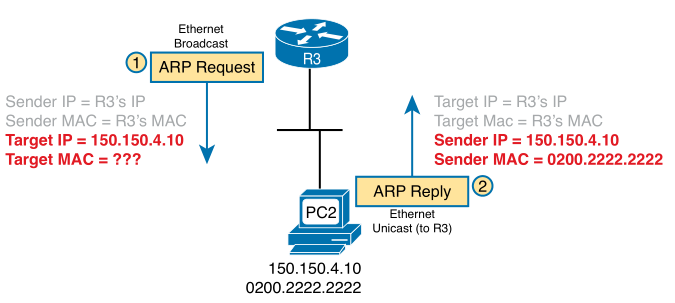 Ethernet
Broadcast
1
ARP Request
R3
Sender IP = R3's IP
Sender MAC = R3's MAC
Target IP = 150.150.4.10
Target MAC = ???
Target IP = R3's IP
Target Mac = R3's MAC
Sender IP = 150.150.4.10
Sender MAC = 0200.2222.2222
ARP Reply
2
Ethernet
Unicast (to R3)
PC2
150.150.4.10
0200.2222.2222